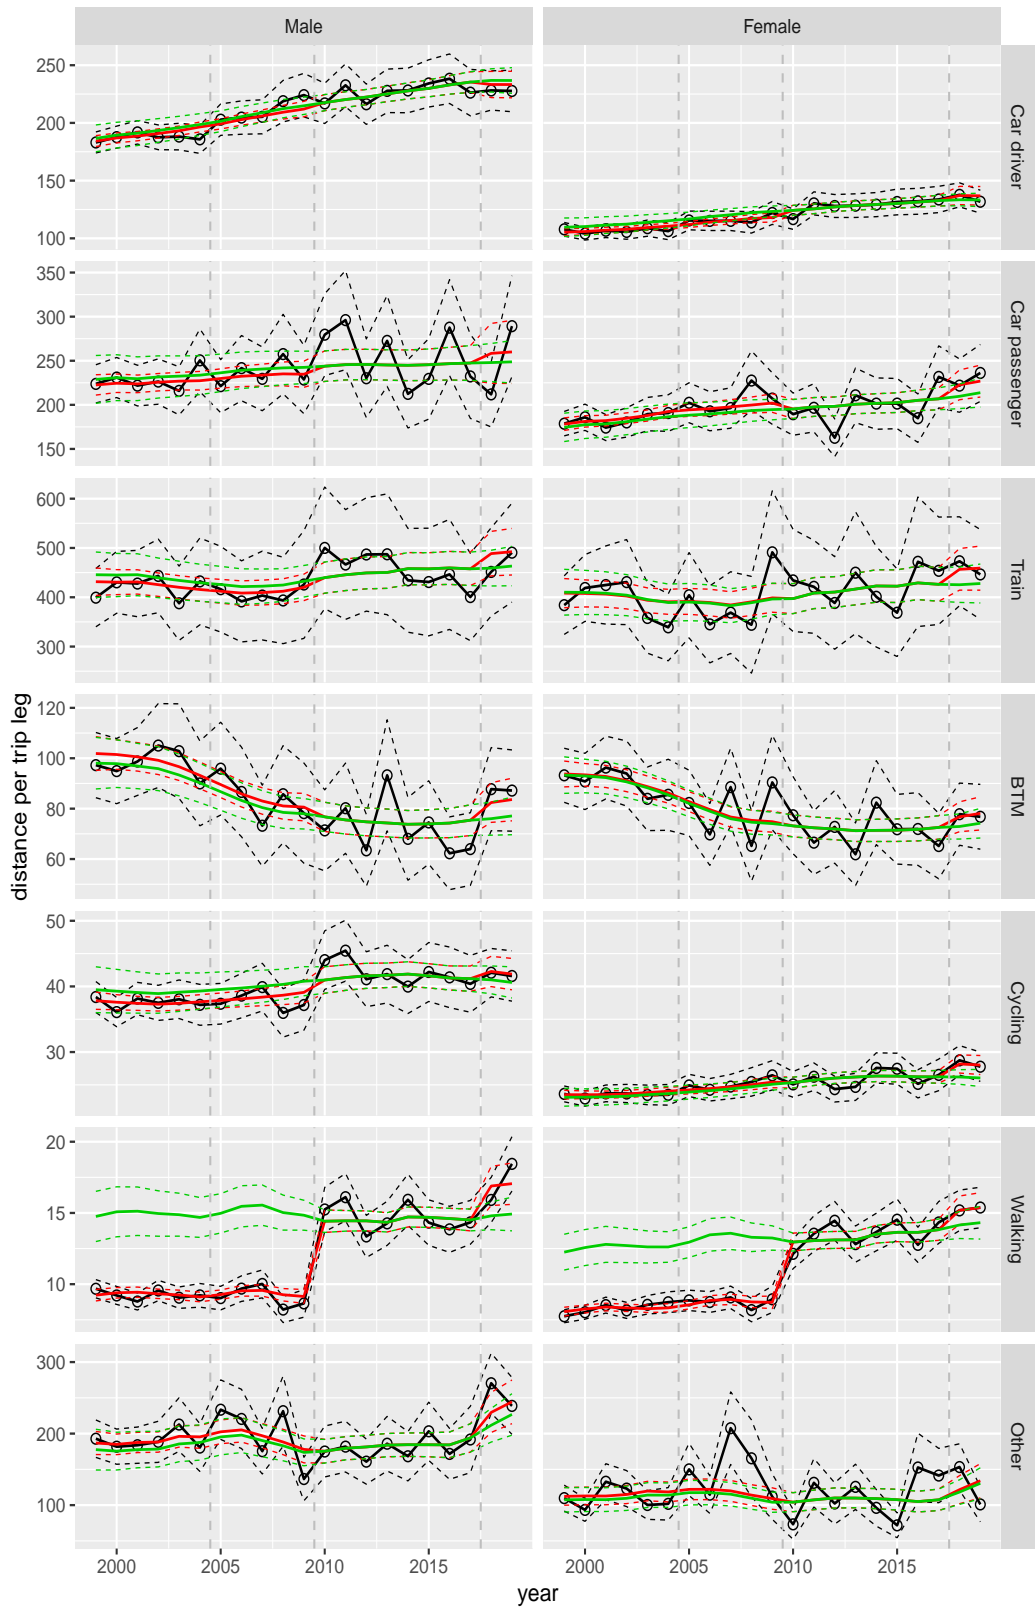 Male Female
250
200
150
100
Car driver
350
300
250
200
150
Car passenger
600
500
400
300
Train
120
100
80
60
BTM
50
40
30
Cycling
20
15
10
Walking
300
200
100
Other
distance per trip leg
2000 2005 2010 2015 2000 2005 2010 2015
year